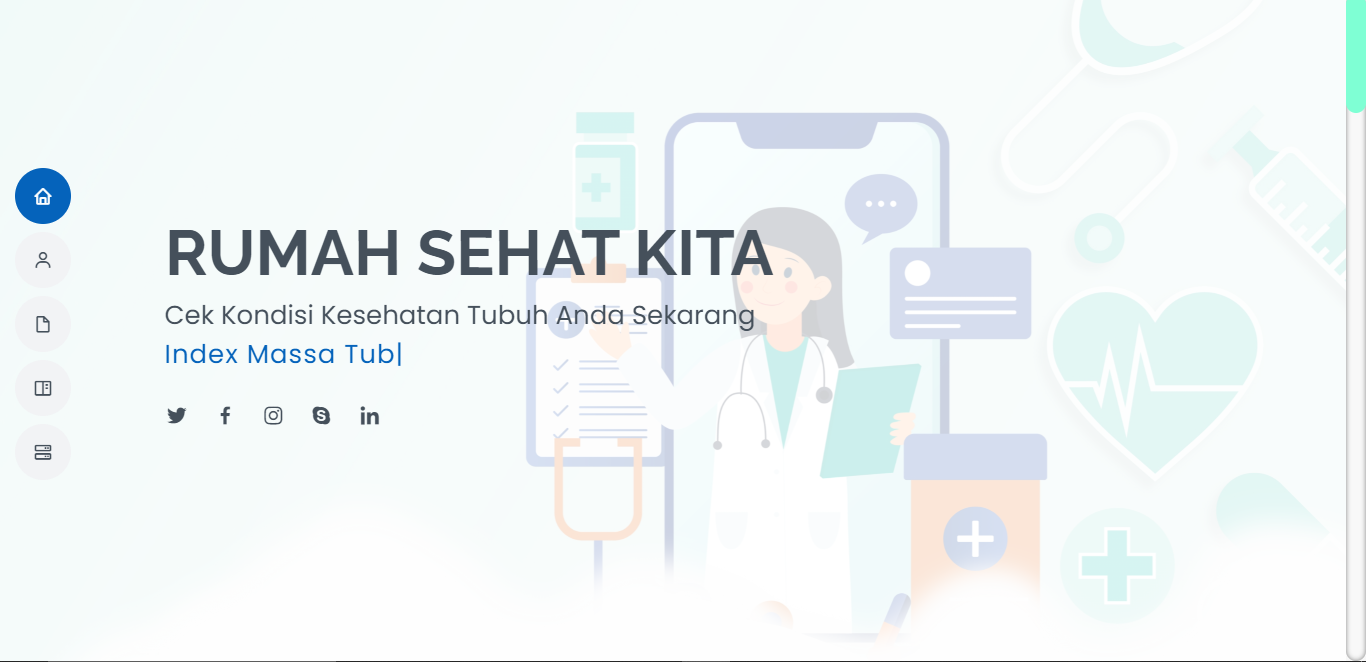 RUMAH SEHAT KITA
Cek Kondisi Kesehatan Tubuh Anda Sekarang
Index Massa Tub|